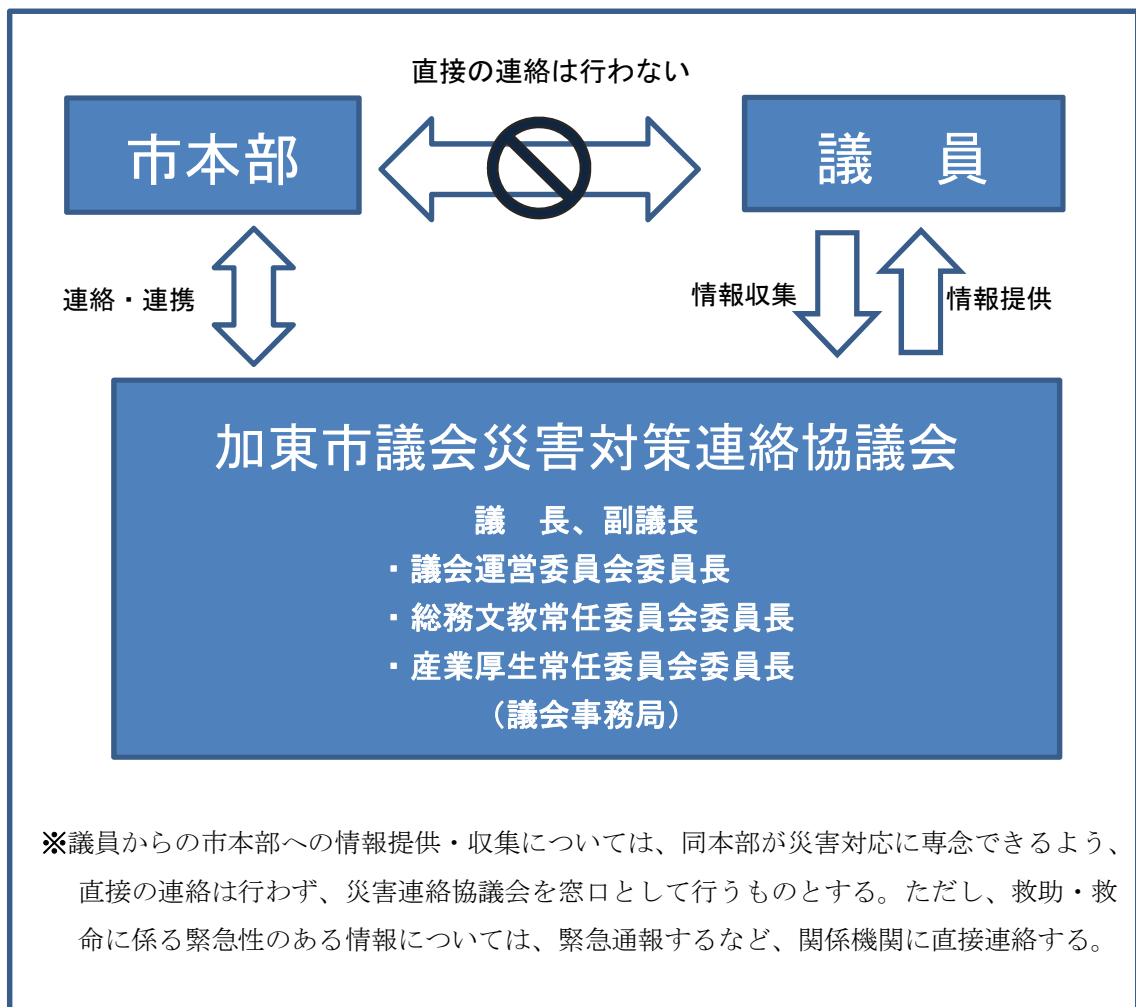 直接の連絡は行わない
市本部
議　員
連絡・連携
情報収集
情報提供
加東市議会災害対策連絡協議会
議　長、副議長
・議会運営委員会委員長
・総務文教常任委員会委員長
・産業厚生常任委員会委員長
（議会事務局）
※議員からの市本部への情報提供・収集については、同本部が災害対応に専念できるよう、
直接の連絡は行わず、災害連絡協議会を窓口として行うものとする。ただし、救助・救
命に係る緊急性のある情報については、緊急通報するなど、関係機関に直接連絡する。